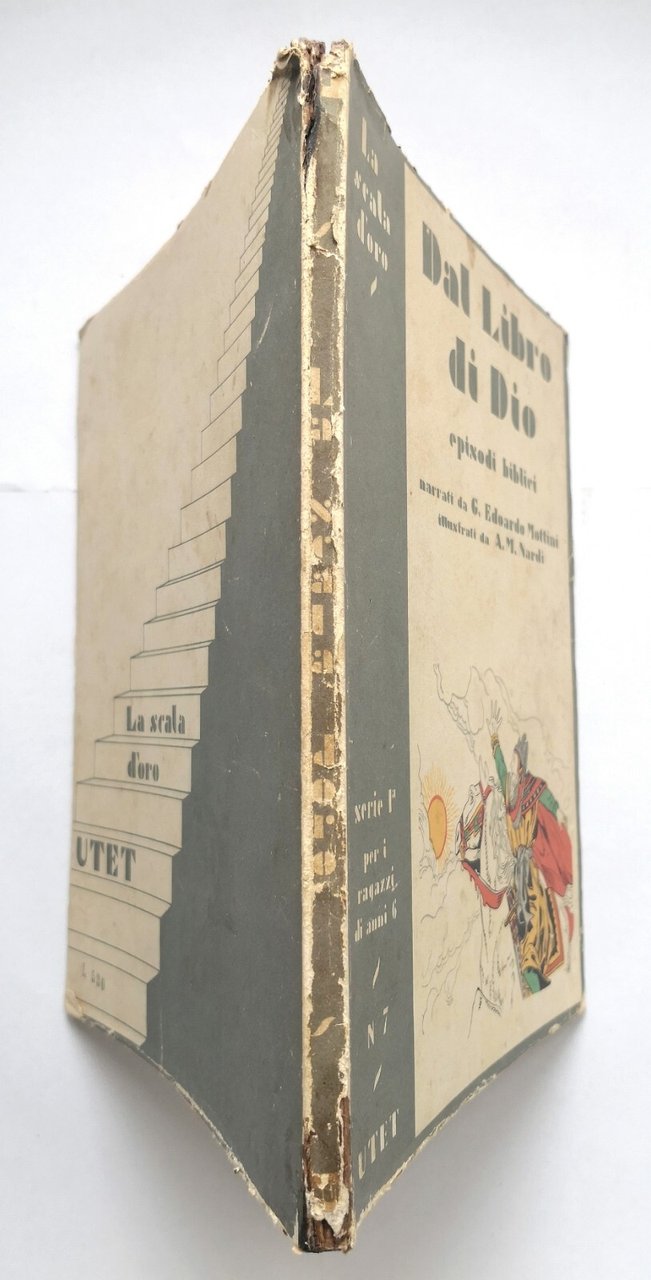 La scala
d'oro
UTET
La
scala
d'oro
serie Iª
per i
ragazzi
di anni 6
N 7
UTET
Dal Libro
di Dio
episodi biblici
narrati da G. Edoardo Mottini
illustrati da A. M. Nardi